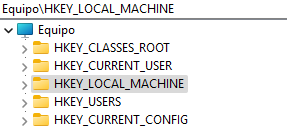 Equipo\HKEY_LOCAL_MACHINE
Equipo
HKEY_CLASSES_ROOT
HKEY_CURRENT_USER
HKEY_LOCAL_MACHINE
HKEY_USERS
HKEY_CURRENT_CONFIG